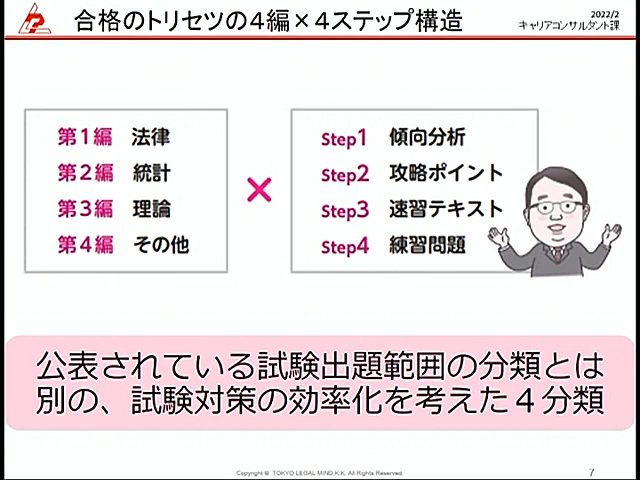 合格のトリセツの４編×４ステップ構造
2022/2
キャリアコンサルタント課
第１編 法律
第２編 統計
第３編 理論
第４編 その他
×
Step1 傾向分析
Step2 攻略ポイント
Step3 速習テキスト
Step4 練習問題
公表されている試験出題範囲の分類とは
別の、試験対策の効率化を考えた４分類
Copyright © TOKYO LEGAL MIND K.K. All Rights Reserved.
7